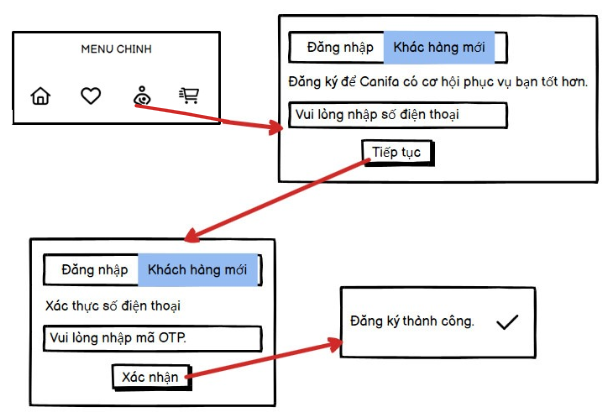 MENU CHINH
Đăng nhập
Khác hàng mới
Đăng ký để Canifa có cơ hội phục vụ bạn tốt hơn.
Vui lòng nhập số điện thoại
Tiếp tục
Đăng nhập
Khách hàng mới
Xác thực số điện thoại
Vui lòng nhập mã OTP.
Xác nhận
Đăng ký thành công.